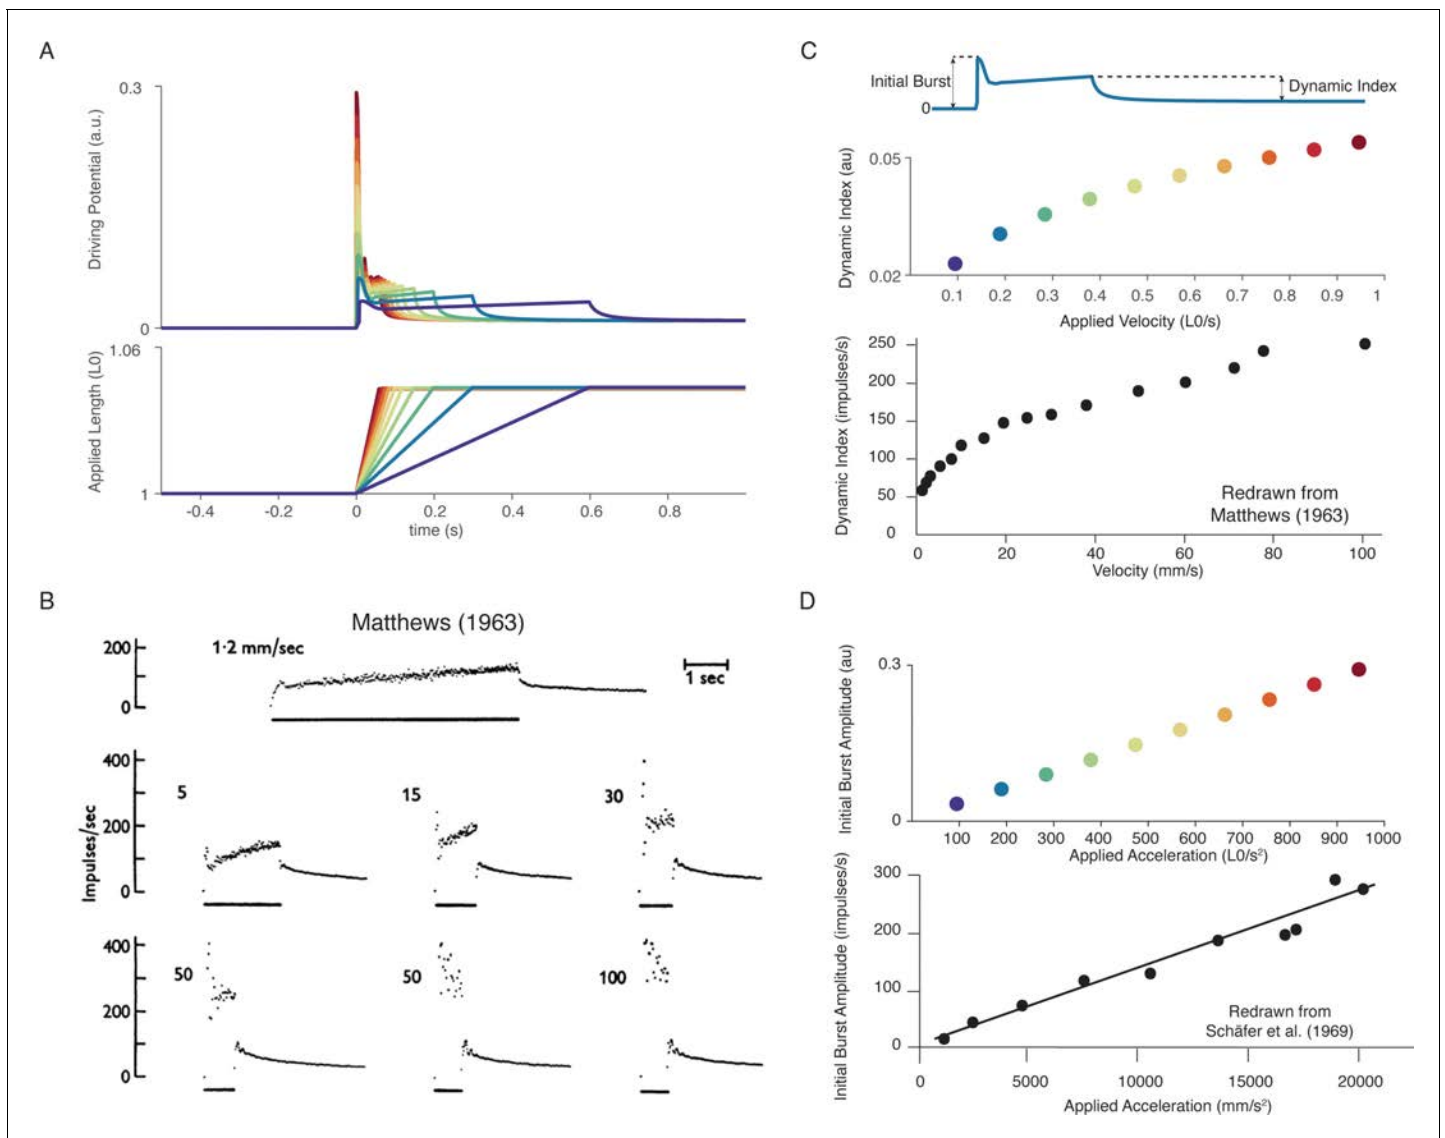 A
0.3
Driving Potential (a.u.)
0
1.06
Applied Length (L0)
1
-0.4 -0.2 0 0.2 0.4 0.6 0.8
time (s)
B
Matthews (1963)
200
100
0
1·2 mm/sec
1 sec
400
300
200
100
0
5
15
30
Impulses/sec
400
200
0
50
50
100
C
Initial Burst
0
Dynamic Index
0.05
Dynamic Index (au)
0.02
0.1 0.2 0.3 0.4 0.5 0.6 0.7 0.8 0.9 1
Applied Velocity (L0/s)
250
200
150
100
50
0
Dynamic Index (impulses/s)
Redrawn from
Matthews (1963)
0 20 40 60 80 100
Velocity (mm/s)
D
0.3
Initial Burst Amplitude (au)
0
100 200 300 400 500 600 700 800 900 1000
Applied Acceleration (L0/s²)
300
200
100
0
Initial Burst Amplitude (impulses/s)
Redrawn from
Schäfer et al. (1969)
0 5000 10000 15000 20000
Applied Acceleration (mm/s²)